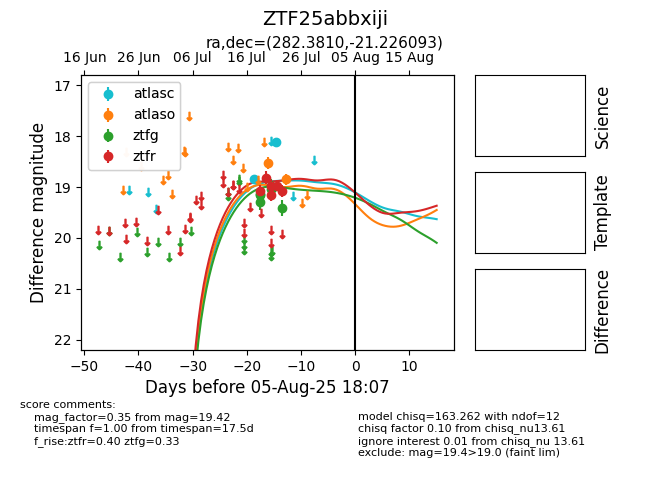 ZTF25abbxiji
ra,dec=(282.3810,-21.226093)
16 Jun 26 Jun 06 Jul 16 Jul 26 Jul 05 Aug 15 Aug
17
18
19
20
21
22
Difference magnitude
atlasc
atlaso
ztfg
ztfr
−50 −40 −30 −20 −10 0 10
Days before 05-Aug-25 18:07
Science
Template
Difference
score comments:
mag_factor=0.35 from mag=19.42
timespan f=1.00 from timespan=17.5d
f_rise:ztfr=0.40 ztfg=0.33
model chisq=163.262 with ndof=12
chisq factor 0.10 from chisq_nu13.61
ignore interest 0.01 from chisq_nu 13.61
exclude: mag=19.4>19.0 (faint lim)